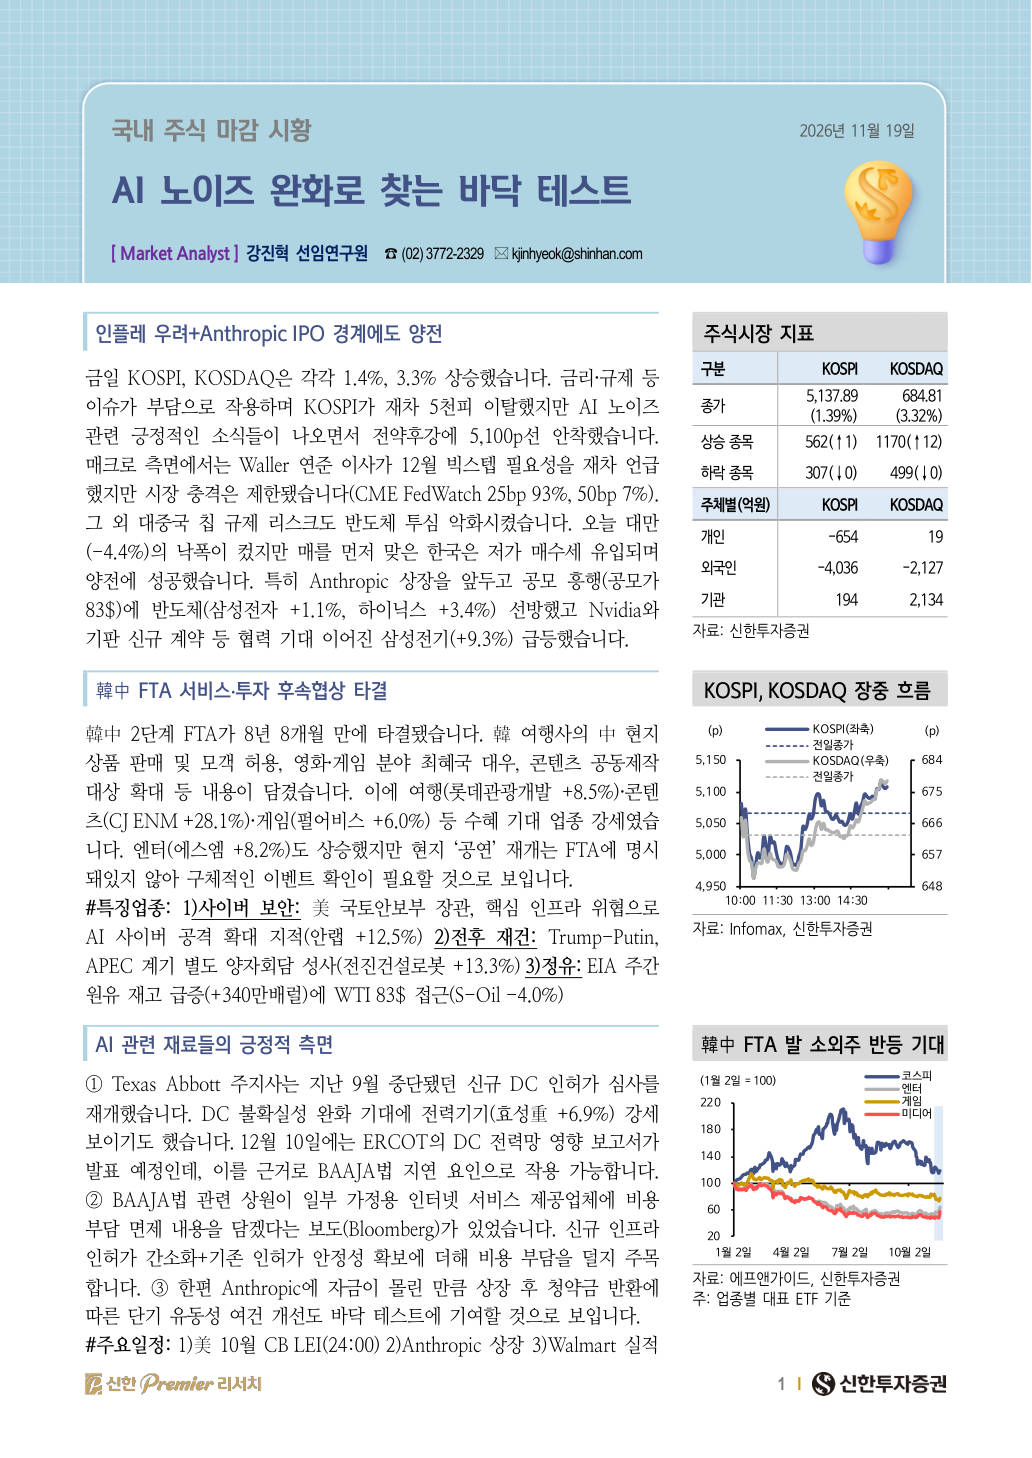 국내 주식 마감 시황
2026년 11월 19일
AI 노이즈 완화로 찾는 바닥 테스트
[ Market Analyst ] 강진혁 선임연구원 ☎ (02) 3772-2329 ✉ kjinhyeok@shinhan.com
인플레 우려+Anthropic IPO 경계에도 양전
금일 KOSPI, KOSDAQ은 각각 1.4%, 3.3% 상승했습니다. 금리·규제 등
이슈가 부담으로 작용하며 KOSPI가 재차 5천피 이탈했지만 AI 노이즈
관련 긍정적인 소식들이 나오면서 전약후강에 5,100p선 안착했습니다.
매크로 측면에서는 Waller 연준 이사가 12월 빅스텝 필요성을 재차 언급
했지만 시장 충격은 제한됐습니다(CME FedWatch 25bp 93%, 50bp 7%).
그 외 대중국 칩 규제 리스크도 반도체 투심 악화시켰습니다. 오늘 대만
(-4.4%)의 낙폭이 컸지만 매를 먼저 맞은 한국은 저가 매수세 유입되며
양전에 성공했습니다. 특히 Anthropic 상장을 앞두고 공모 흥행(공모가
83$)에 반도체(삼성전자 +1.1%, 하이닉스 +3.4%) 선방했고 Nvidia와
기판 신규 계약 등 협력 기대 이어진 삼성전기(+9.3%) 급등했습니다.
韓中 FTA 서비스·투자 후속협상 타결
韓中 2단계 FTA가 8년 8개월 만에 타결됐습니다. 韓 여행사의 中 현지
상품 판매 및 모객 허용, 영화·게임 분야 최혜국 대우, 콘텐츠 공동제작
대상 확대 등 내용이 담겼습니다. 이에 여행(롯데관광개발 +8.5%)·콘텐
츠(CJ ENM +28.1%)·게임(펄어비스 +6.0%) 등 수혜 기대 업종 강세였습
니다. 엔터(에스엠 +8.2%)도 상승했지만 현지 ‘공연’ 재개는 FTA에 명시
돼있지 않아 구체적인 이벤트 확인이 필요할 것으로 보입니다.
#특징업종: 1)사이버 보안: 美 국토안보부 장관, 핵심 인프라 위협으로
AI 사이버 공격 확대 지적(안랩 +12.5%) 2)전후 재건: Trump-Putin,
APEC 계기 별도 양자회담 성사(전진건설로봇 +13.3%) 3)정유: EIA 주간
원유 재고 급증(+340만배럴)에 WTI 83$ 접근(S-Oil -4.0%)
AI 관련 재료들의 긍정적 측면
① Texas Abbott 주지사는 지난 9월 중단됐던 신규 DC 인허가 심사를
재개했습니다. DC 불확실성 완화 기대에 전력기기(효성重 +6.9%) 강세
보이기도 했습니다. 12월 10일에는 ERCOT의 DC 전력망 영향 보고서가
발표 예정인데, 이를 근거로 BAAJA법 지연 요인으로 작용 가능합니다.
② BAAJA법 관련 상원이 일부 가정용 인터넷 서비스 제공업체에 비용
부담 면제 내용을 담겠다는 보도(Bloomberg)가 있었습니다. 신규 인프라
인허가 간소화+기존 인허가 안정성 확보에 더해 비용 부담을 덜지 주목
합니다. ③ 한편 Anthropic에 자금이 몰린 만큼 상장 후 청약금 반환에
따른 단기 유동성 여건 개선도 바닥 테스트에 기여할 것으로 보입니다.
#주요일정: 1)美 10월 CB LEI(24:00) 2)Anthropic 상장 3)Walmart 실적
주식시장 지표
구분 KOSPI KOSDAQ
종가 5,137.89 684.81
(1.39%) (3.32%)
상승 종목 562(↑1) 1170(↑12)
하락 종목 307(↓0) 499(↓0)
주체별(억원) KOSPI KOSDAQ
개인 -654 19
외국인 -4,036 -2,127
기관 194 2,134
자료: 신한투자증권
KOSPI, KOSDAQ 장중 흐름
(p) KOSPI(좌축) (p)
전일종가
5,150 KOSDAQ(우축) 684
전일종가
5,100 675
5,050 666
5,000 657
4,950 648
10:00 11:30 13:00 14:30
자료: Infomax, 신한투자증권
韓中 FTA 발 소외주 반등 기대
(1월 2일 = 100) 코스피
엔터
220 게임
미디어
180
140
100
60
20
1월 2일 4월 2일 7월 2일 10월 2일
자료: 에프앤가이드, 신한투자증권
주: 업종별 대표 ETF 기준
신한 Premier 리서치
1 | 신한투자증권